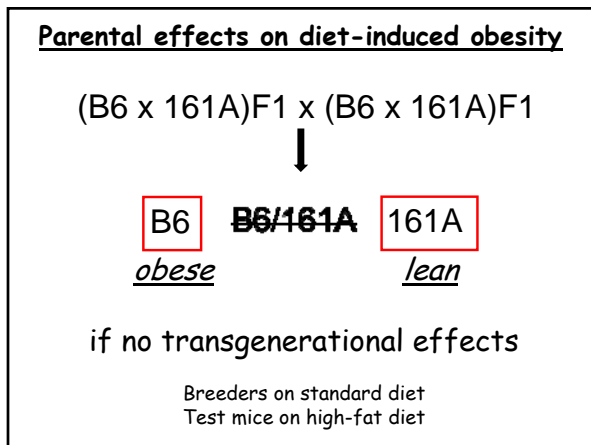 Parental effects on diet-induced obesity
(B6 x 161A)F1 x (B6 x 161A)F1
B6 B6/161A 161A
obese lean
if no transgenerational effects
Breeders on standard diet
Test mice on high-fat diet